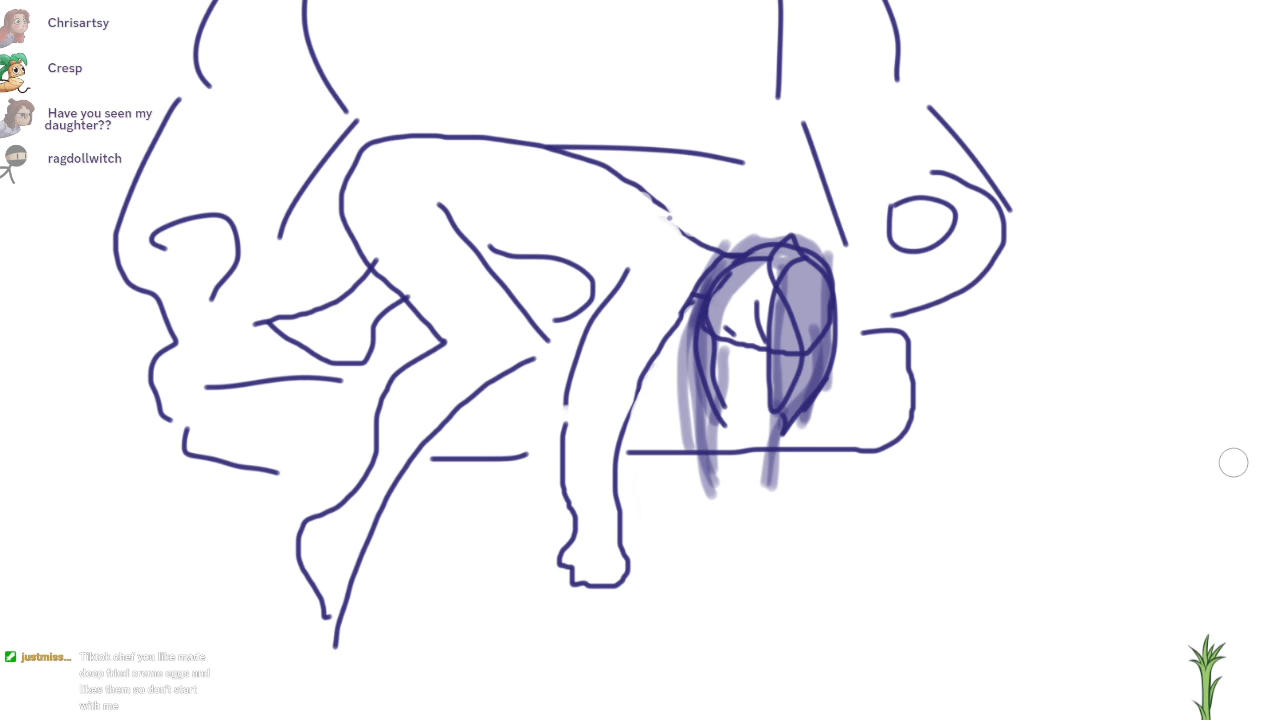 Chrisartsy
Cresp
Have you seen my
daughter??
ragdollwitch
justmiss... Tiktok chef you like made
deep fried creme eggs and
likes them so don't start
with me